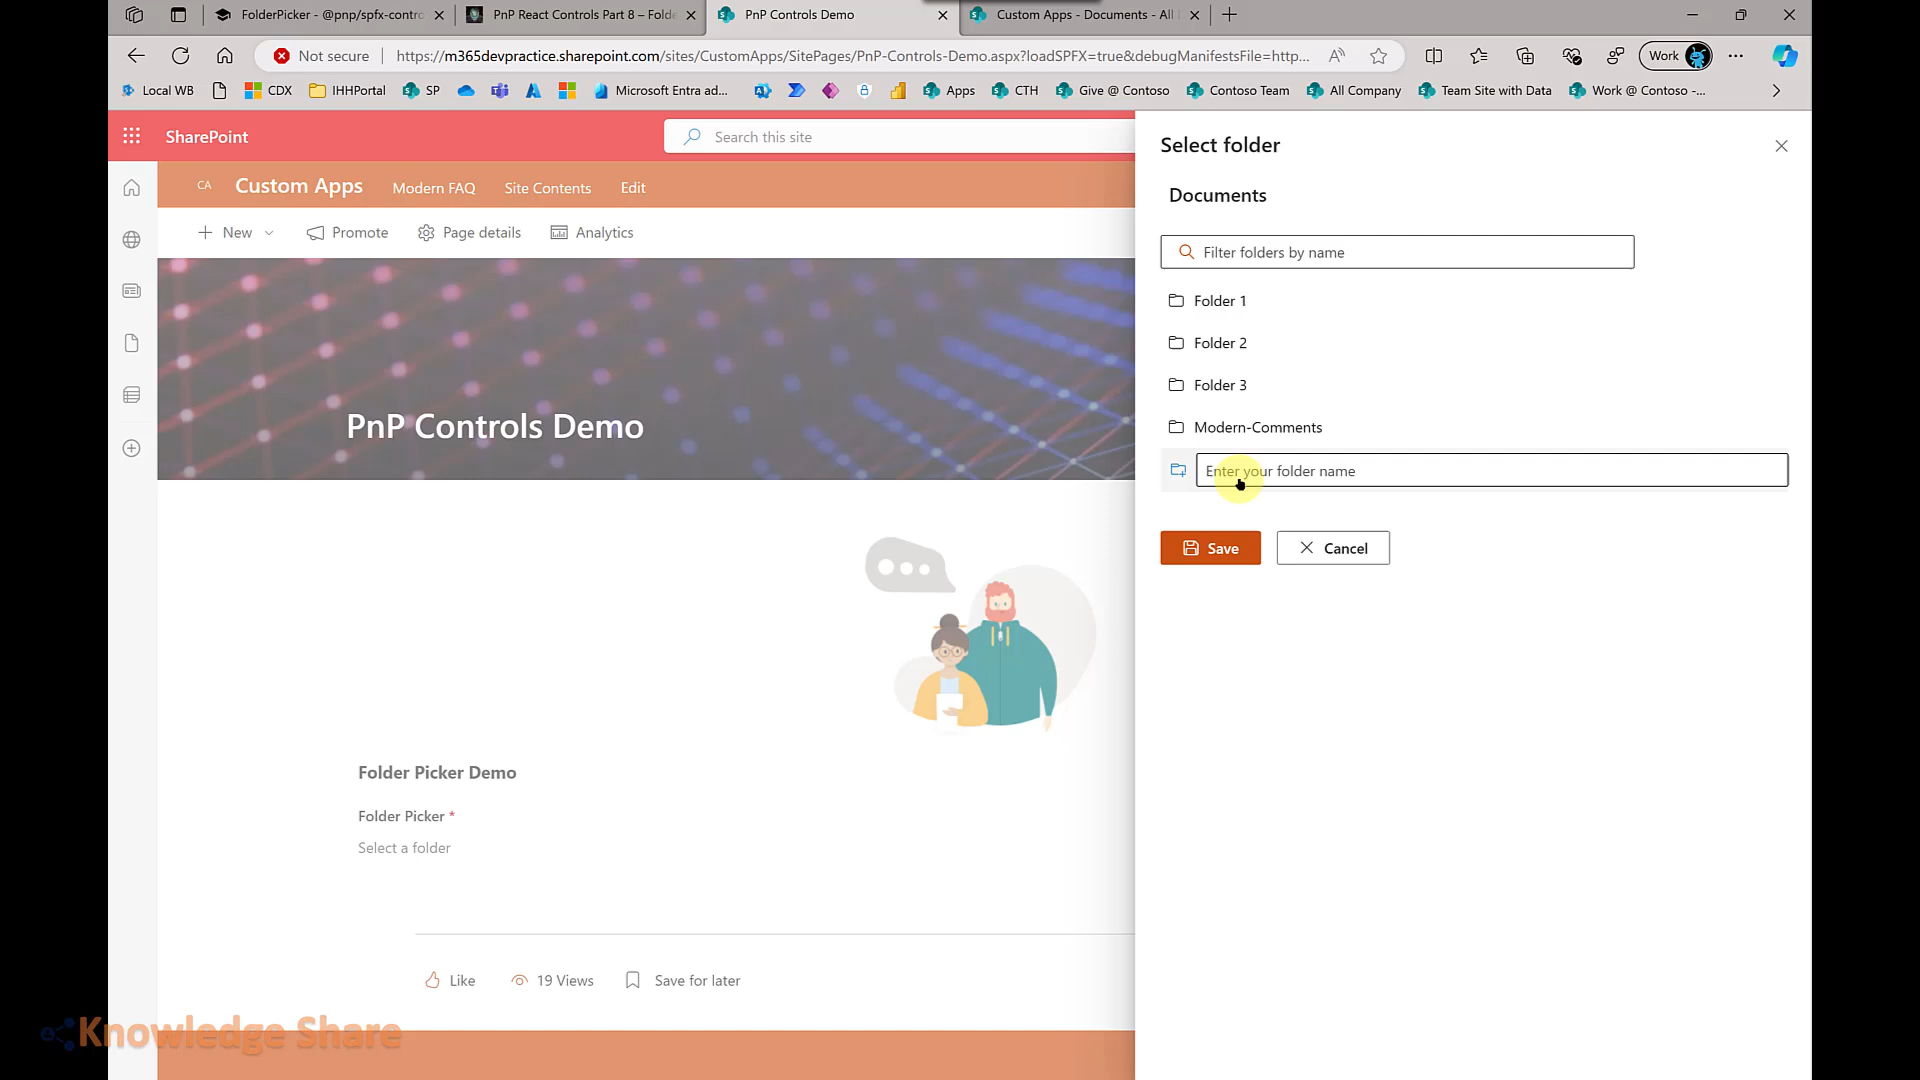 FolderPicker - @pnp/spfx-contro
PnP React Controls Part 8 – Folde
PnP Controls Demo
Custom Apps - Documents - All
Not secure
https://m365devpractice.sharepoint.com/sites/CustomApps/SitePages/PnP-Controls-Demo.aspx?loadSPFX=true&debugManifestsFile=http...
Work
Local WB
CDX
IHHPortal
SP
Microsoft Entra ad...
Apps
CTH
Give @ Contoso
Contoso Team
All Company
Team Site with Data
Work @ Contoso -...
SharePoint
Search this site
CA
Custom Apps
Modern FAQ
Site Contents
Edit
New
Promote
Page details
Analytics
PnP Controls Demo
Folder Picker Demo
Folder Picker *
Select a folder
Like
19 Views
Save for later
Knowledge Share
Select folder
Documents
Filter folders by name
Folder 1
Folder 2
Folder 3
Modern-Comments
Enter your folder name
Save
Cancel